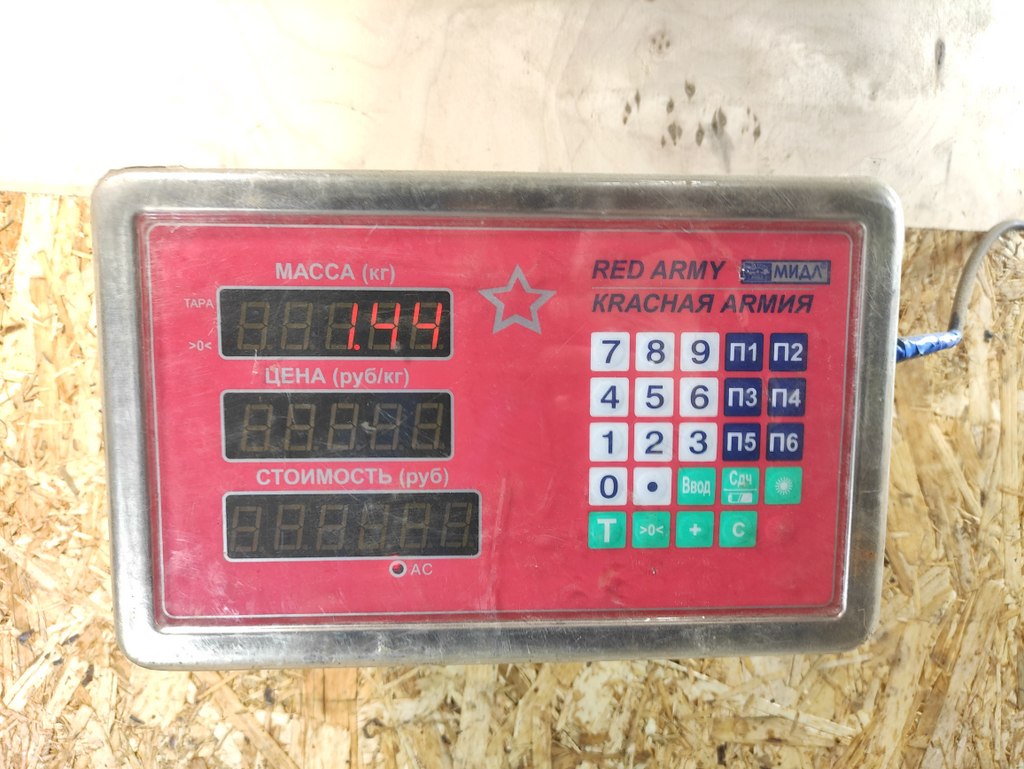 МАССА (кг)
ТАРА
>0<
1.44
ЦЕНА (руб/кг)
СТОИМОСТЬ (руб)
AC
RED ARMY МИДЛ
KRACHAЯ ARMИЯ
7 8 9 П1 П2
4 5 6 П3 П4
1 2 3 П5 П6
0 • Ввод Сдч
T >0< + C